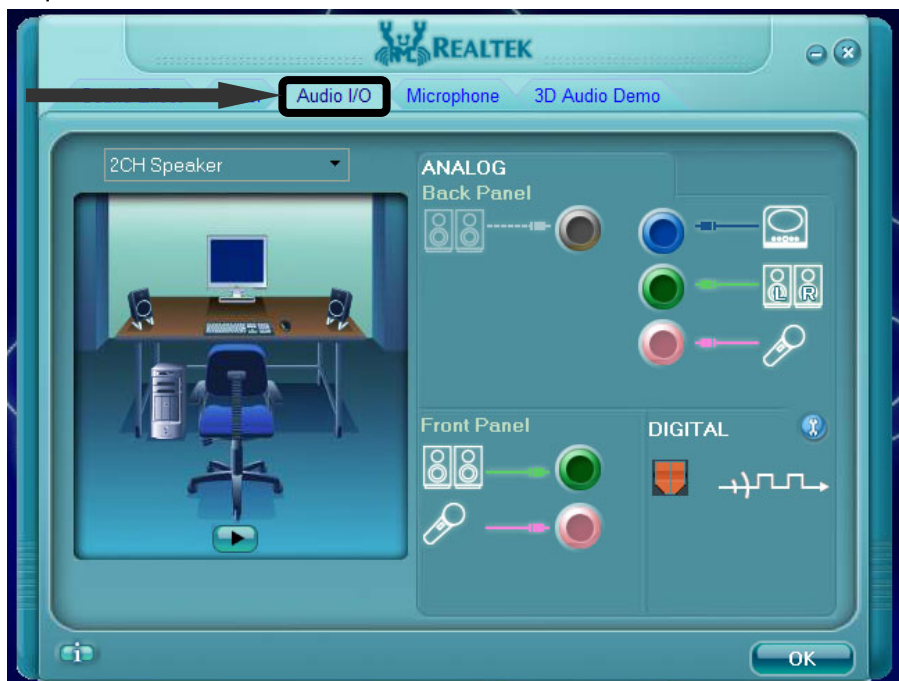 REALTEK
Audio I/O Microphone 3D Audio Demo
2CH Speaker
ANALOG
Back Panel
L R
Front Panel
DIGITAL
i
OK